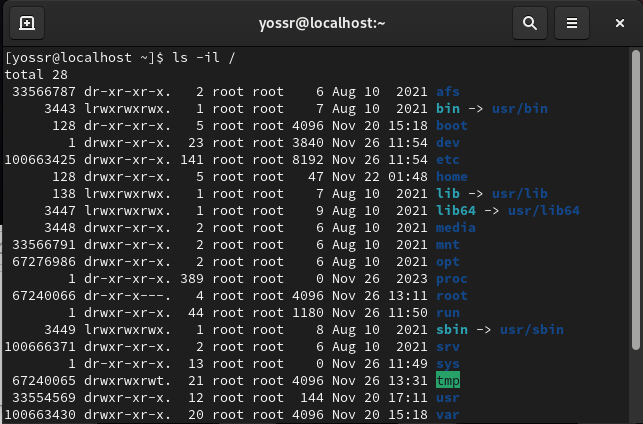 yossr@localhost:~
[yossr@localhost ~]$ ls -il /
total 28
 33566787 dr-xr-xr-x.   2 root root    6 Aug 10  2021 afs
     3443 lrwxrwxrwx.   1 root root    7 Aug 10  2021 bin -> usr/bin
      128 dr-xr-xr-x.   5 root root 4096 Nov 20 15:18 boot
        1 drwxr-xr-x.  23 root root 3840 Nov 26 11:54 dev
100663425 drwxr-xr-x. 141 root root 8192 Nov 26 11:54 etc
      128 drwxr-xr-x.   5 root root   47 Nov 22 01:48 home
      138 lrwxrwxrwx.   1 root root    7 Aug 10  2021 lib -> usr/lib
     3447 lrwxrwxrwx.   1 root root    9 Aug 10  2021 lib64 -> usr/lib64
     3448 drwxr-xr-x.   2 root root    6 Aug 10  2021 media
 33566791 drwxr-xr-x.   2 root root    6 Aug 10  2021 mnt
 67276986 drwxr-xr-x.   2 root root    6 Aug 10  2021 opt
        1 dr-xr-xr-x. 389 root root    0 Nov 26  2023 proc
 67240066 dr-xr-x---.   4 root root 4096 Nov 26 13:11 root
        1 drwxr-xr-x.  44 root root 1180 Nov 26 11:50 run
     3449 lrwxrwxrwx.   1 root root    8 Aug 10  2021 sbin -> usr/sbin
100666371 drwxr-xr-x.   2 root root    6 Aug 10  2021 srv
        1 dr-xr-xr-x.  13 root root    0 Nov 26 11:49 sys
 67240065 drwxrwxrwt.  21 root root 4096 Nov 26 13:31 tmp
 33554569 drwxr-xr-x.  12 root root  144 Nov 20 17:11 usr
100663430 drwxr-xr-x.  20 root root 4096 Nov 20 15:18 var